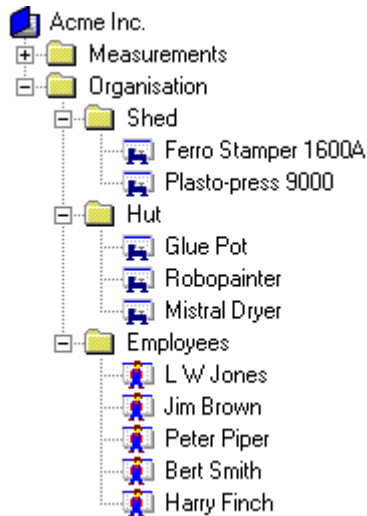 Acme Inc.
Measurements
Organisation
Shed
Ferro Stamper 1600A
Plasto-press 9000
Hut
Glue Pot
Robopainter
Mistral Dryer
Employees
L W Jones
Jim Brown
Peter Piper
Bert Smith
Harry Finch